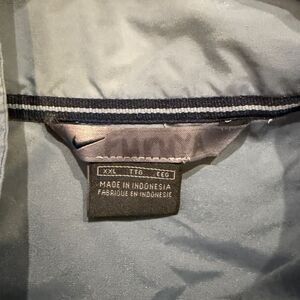 XXL TTG EEG
MADE IN INDONESIA
FABRIQUE EN INDONESIE